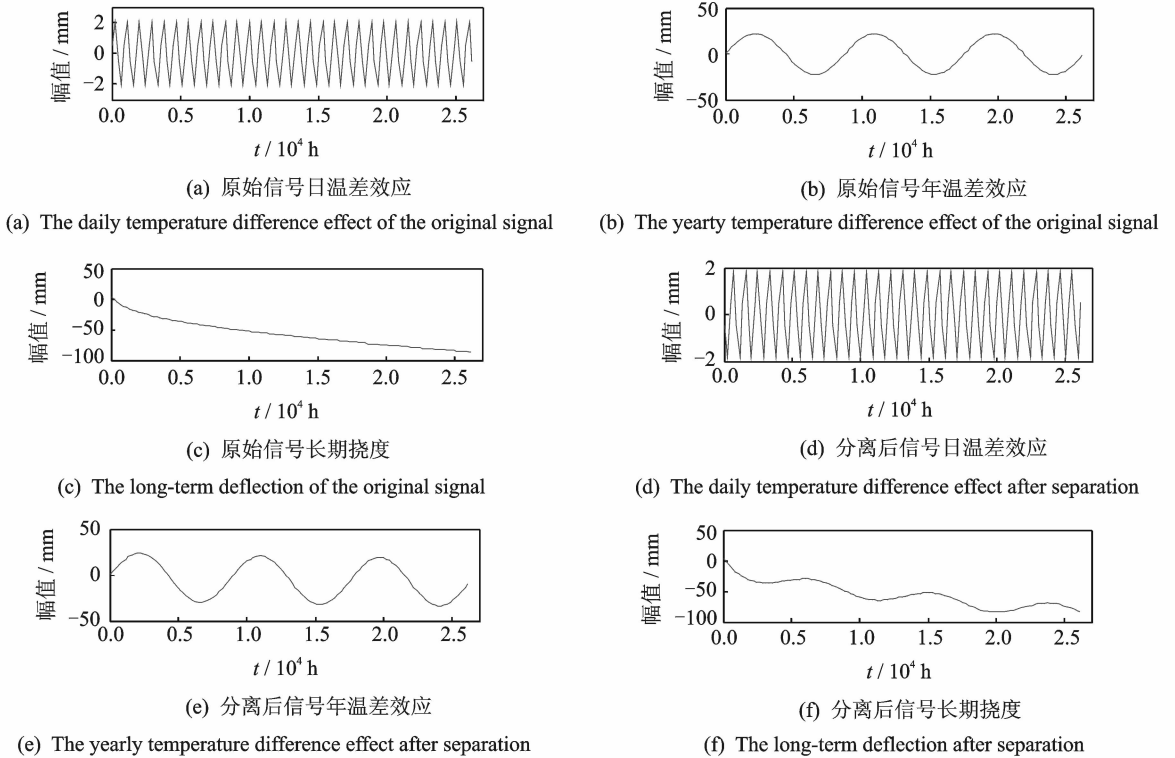 幅值 / mm
2
0
−2
0.0 0.5 1.0 1.5 2.0 2.5
t / 10⁴ h
(a) 原始信号日温差效应
(a) The daily temperature difference effect of the original signal
幅值 / mm
50
0
−50
0.0 0.5 1.0 1.5 2.0 2.5
t / 10⁴ h
(b) 原始信号年温差效应
(b) The yearty temperature difference effect of the original signal
幅值 / mm
50
0
−50
−100
0.0 0.5 1.0 1.5 2.0 2.5
t / 10⁴ h
(c) 原始信号长期挠度
(c) The long-term deflection of the original signal
幅值 / mm
2
0
−2
0.0 0.5 1.0 1.5 2.0 2.5
t / 10⁴ h
(d) 分离后信号日温差效应
(d) The daily temperature difference effect after separation
幅值 / mm
50
0
−50
0.0 0.5 1.0 1.5 2.0 2.5
t / 10⁴ h
(e) 分离后信号年温差效应
(e) The yearly temperature difference effect after separation
幅值 / mm
50
0
−50
−100
0.0 0.5 1.0 1.5 2.0 2.5
t / 10⁴ h
(f) 分离后信号长期挠度
(f) The long-term deflection after separation